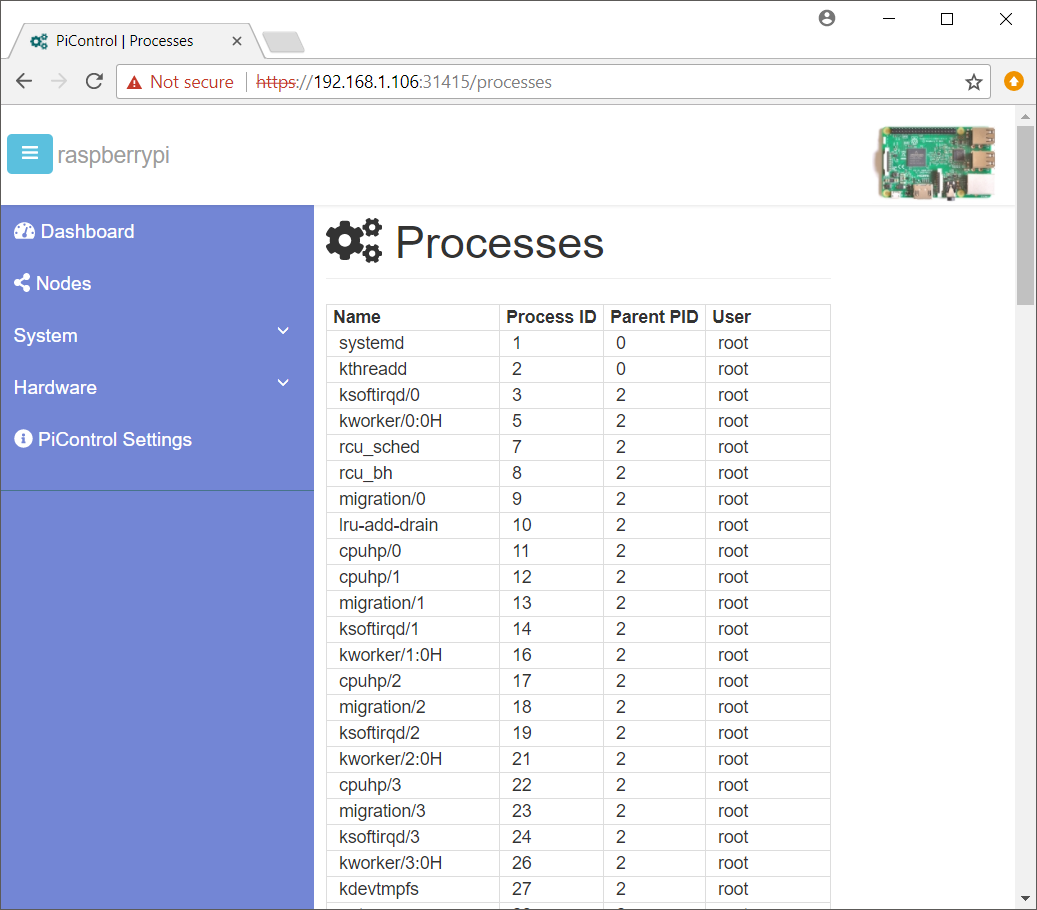 PiControl | Processes
Not secure https://192.168.1.106:31415/processes
raspberrypi
Dashboard
Nodes
System
Hardware
PiControl Settings
Processes
Name Process ID Parent PID User
systemd 1 0 root
kthreadd 2 0 root
ksoftirqd/0 3 2 root
kworker/0:0H 5 2 root
rcu_sched 7 2 root
rcu_bh 8 2 root
migration/0 9 2 root
lru-add-drain 10 2 root
cpuhp/0 11 2 root
cpuhp/1 12 2 root
migration/1 13 2 root
ksoftirqd/1 14 2 root
kworker/1:0H 16 2 root
cpuhp/2 17 2 root
migration/2 18 2 root
ksoftirqd/2 19 2 root
kworker/2:0H 21 2 root
cpuhp/3 22 2 root
migration/3 23 2 root
ksoftirqd/3 24 2 root
kworker/3:0H 26 2 root
kdevtmpfs 27 2 root